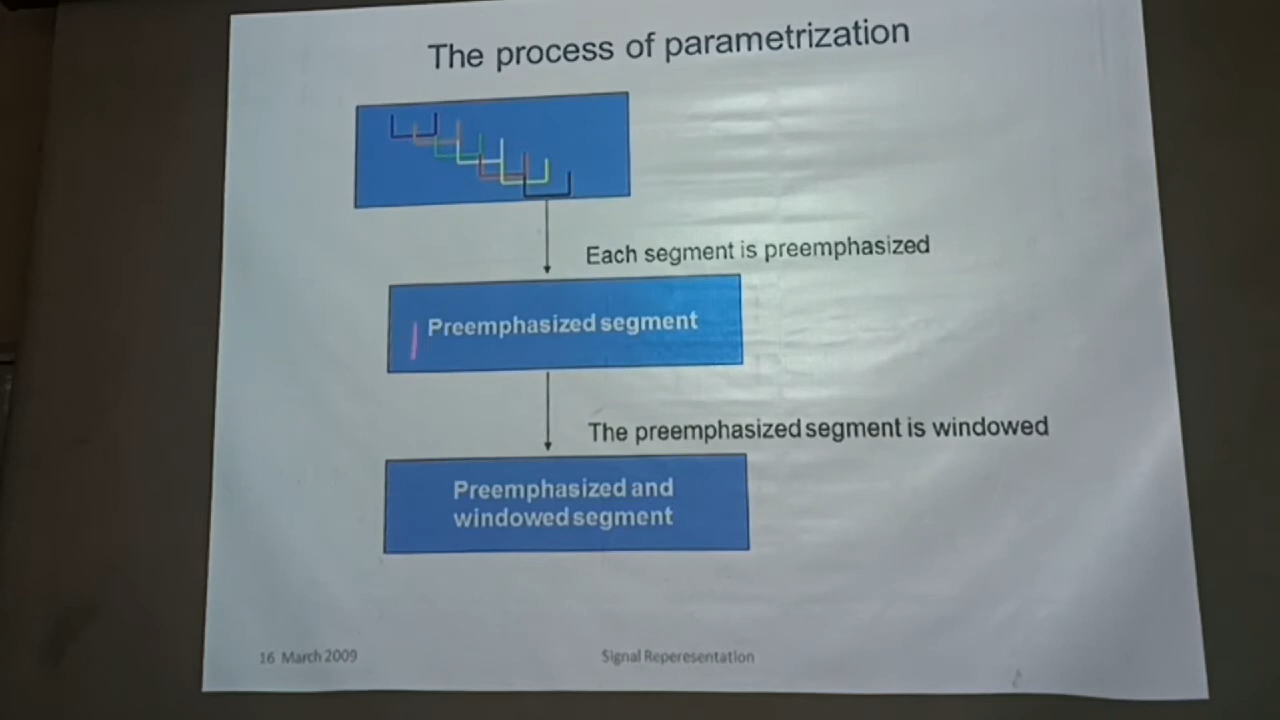 The process of parametrization
Each segment is preemphasized
Preemphasized segment
The preemphasized segment is windowed
Preemphasized and
windowed segment
16 March 2009
Signal Reperesentation